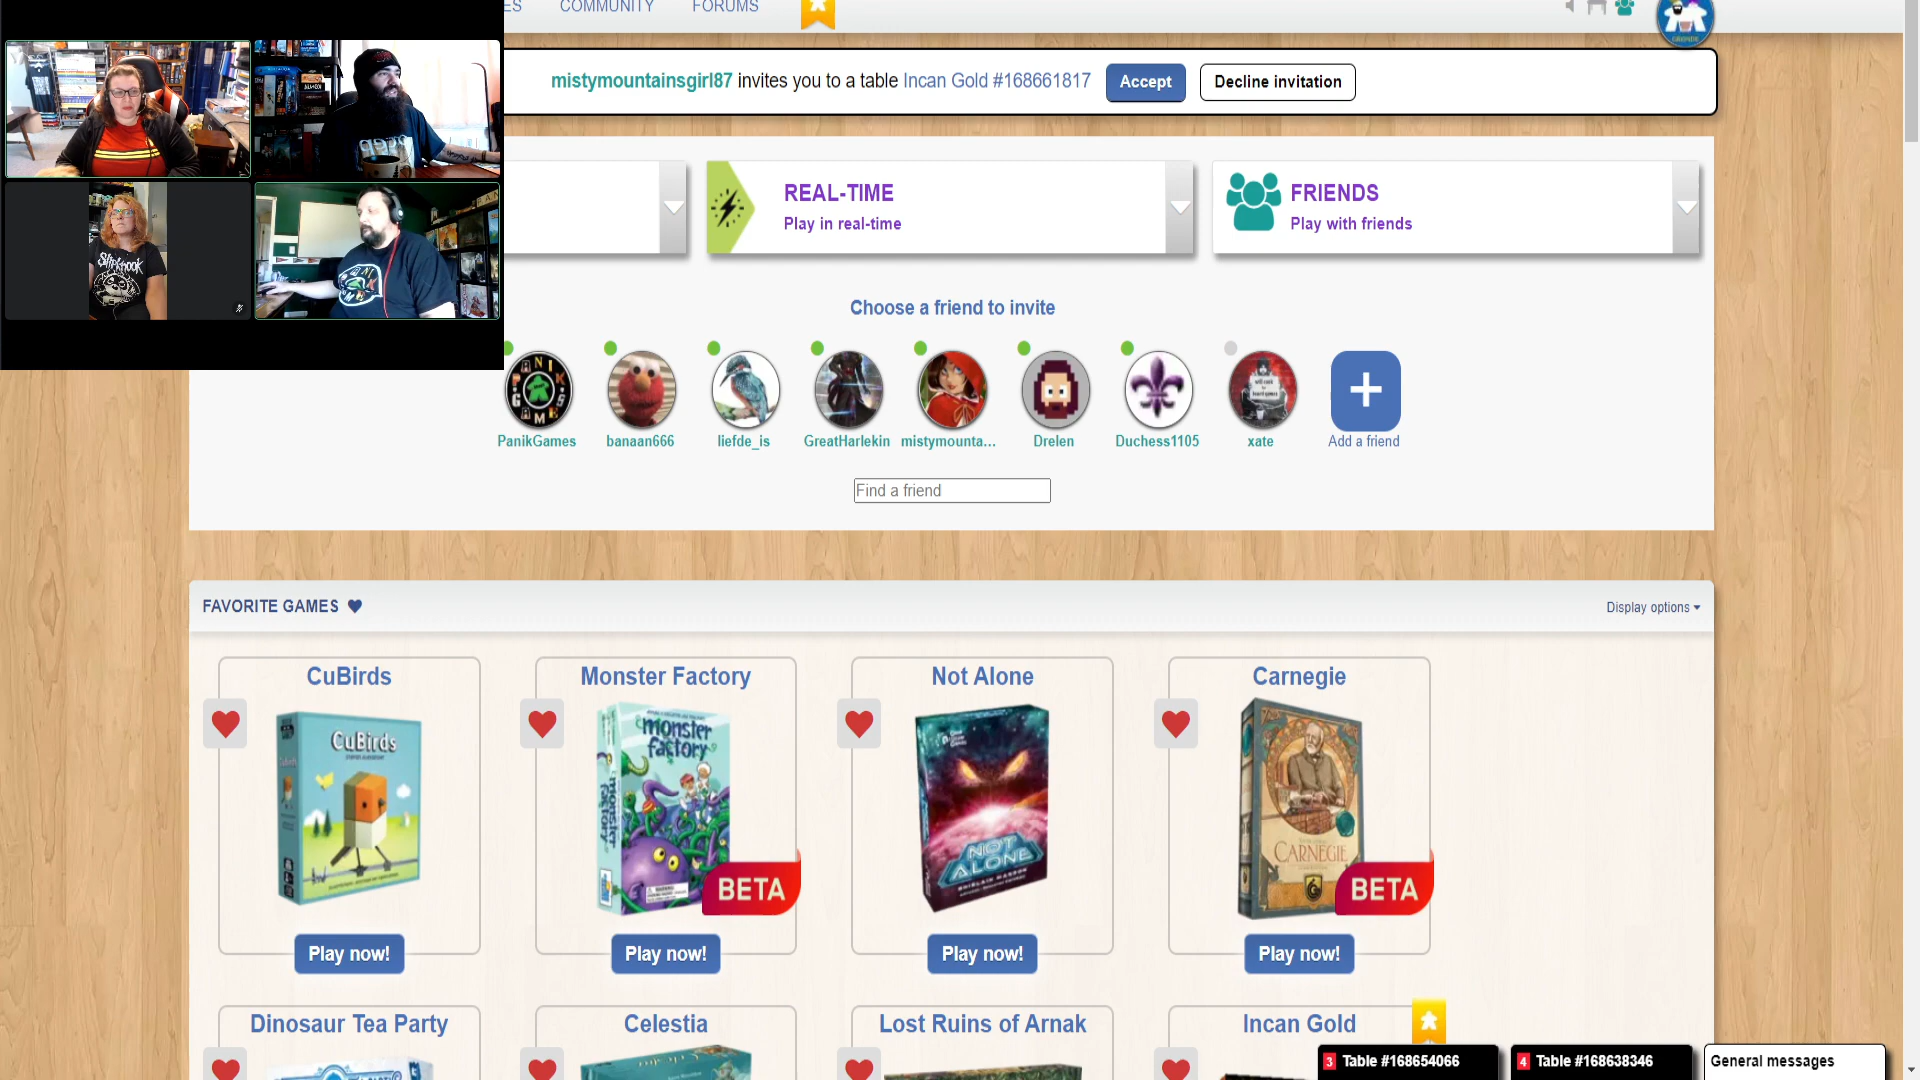 ES COMMUNITY FORUMS
mistymountainsgirl87 invites you to a table Incan Gold #168661817 Accept Decline invitation
REAL-TIME
Play in real-time
FRIENDS
Play with friends
Choose a friend to invite
PanikGames banaan666 liefde_is GreatHarlekin mistymounta... Drelen Duchess1105 xate Add a friend
Find a friend
FAVORITE GAMES
Display options
CuBirds Monster Factory Not Alone Carnegie
CuBirds
monster factory
NOT ALONE
CARNEGIE
BETA
BETA
Play now! Play now! Play now! Play now!
Dinosaur Tea Party Celestia Lost Ruins of Arnak Incan Gold
3 Table #168654066
4 Table #168638346
General messages